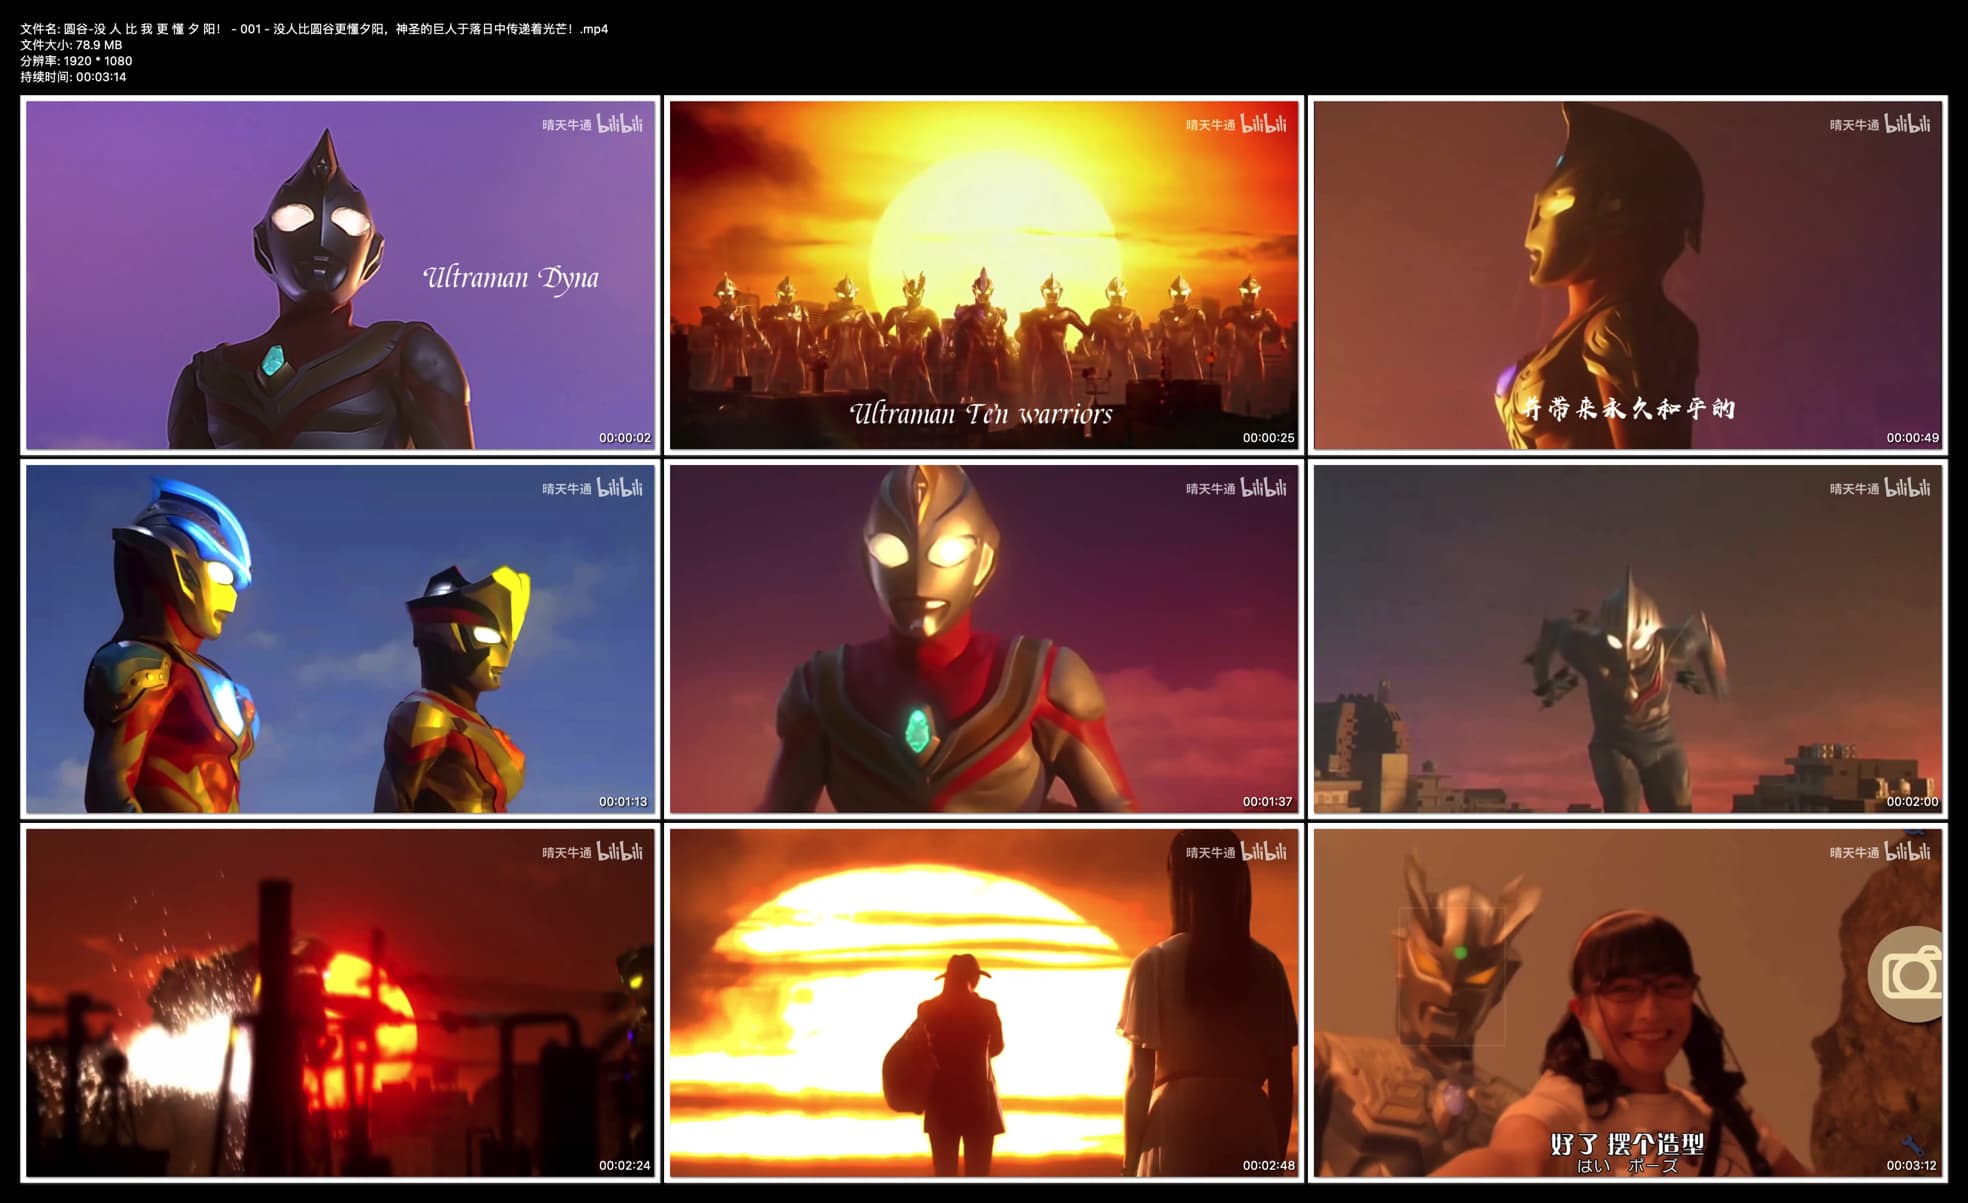 文件名: 圆谷-没 人 比 我 更 懂 夕 阳！ - 001 - 没人比圆谷更懂夕阳，神圣的巨人于落日中传递着光芒！.mp4
文件大小: 78.9 MB
分辨率: 1920 * 1080
持续时间: 00:03:14
晴天牛通 bilibili
Ultraman Dyna
00:00:02
晴天牛通 bilibili
Ultraman Ten warriors
00:00:25
晴天牛通 bilibili
并带来永久和平的
00:00:49
晴天牛通 bilibili
00:01:13
晴天牛通 bilibili
00:01:37
晴天牛通 bilibili
00:02:00
晴天牛通 bilibili
00:02:24
晴天牛通 bilibili
00:02:48
晴天牛通 bilibili
好了 摆个造型
はい ポーズ
00:03:12